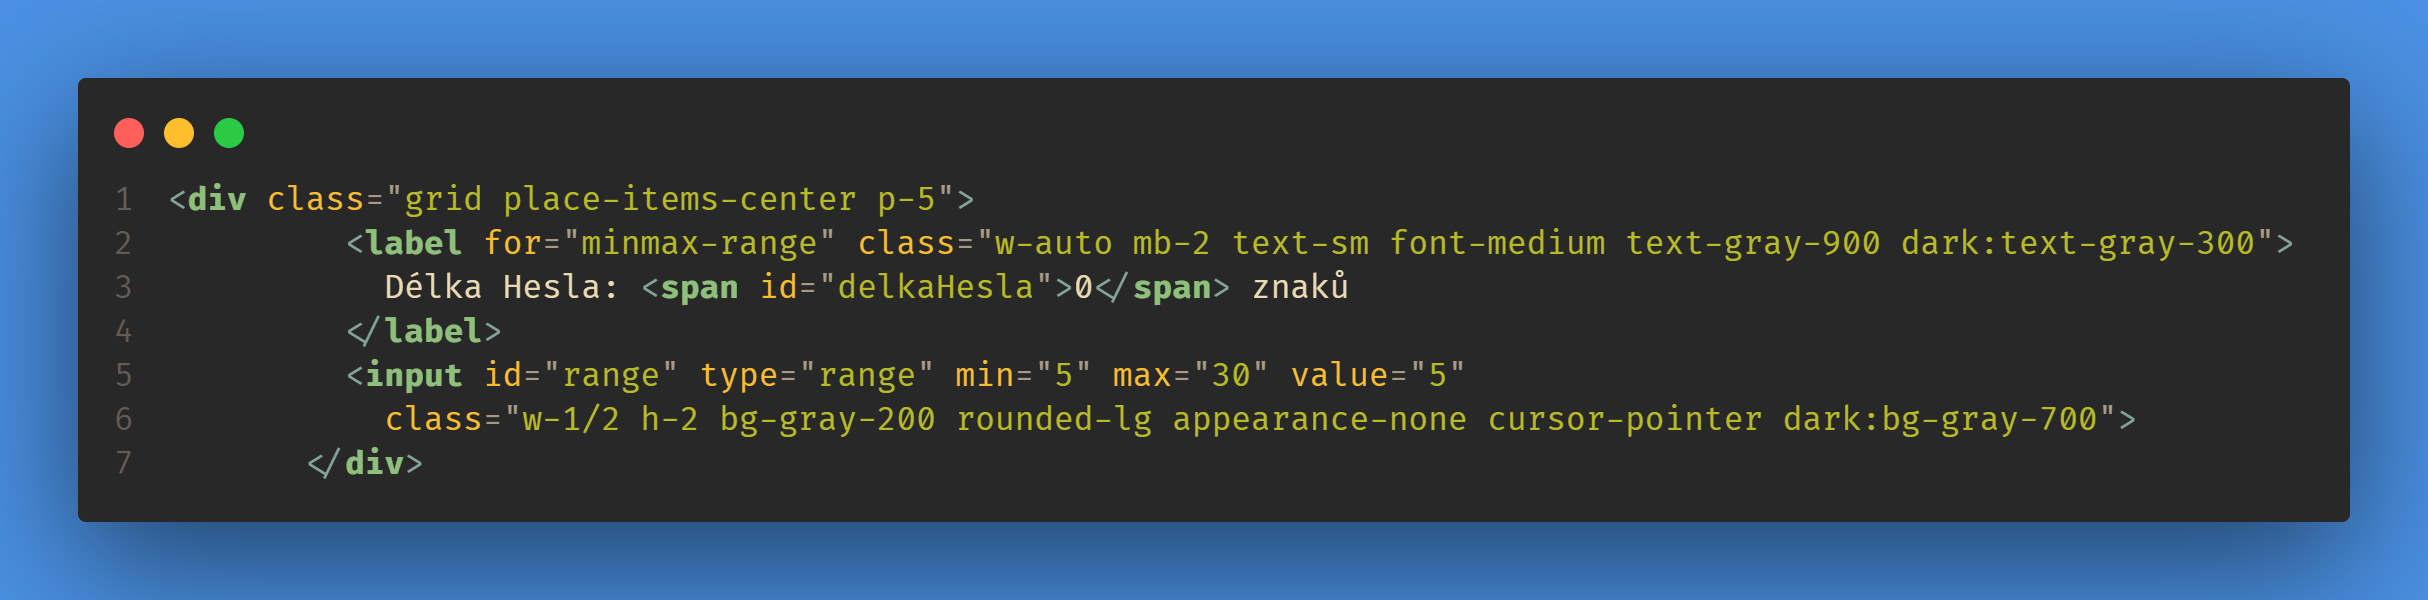 1 <div class="grid place-items-center p-5">
2         <label for="minmax-range" class="w-auto mb-2 text-sm font-medium text-gray-900 dark:text-gray-300">
3           Délka Hesla: <span id="delkaHesla">0</span> znaků
4         </label>
5         <input id="range" type="range" min="5" max="30" value="5"
6           class="w-1/2 h-2 bg-gray-200 rounded-lg appearance-none cursor-pointer dark:bg-gray-700">
7       </div>